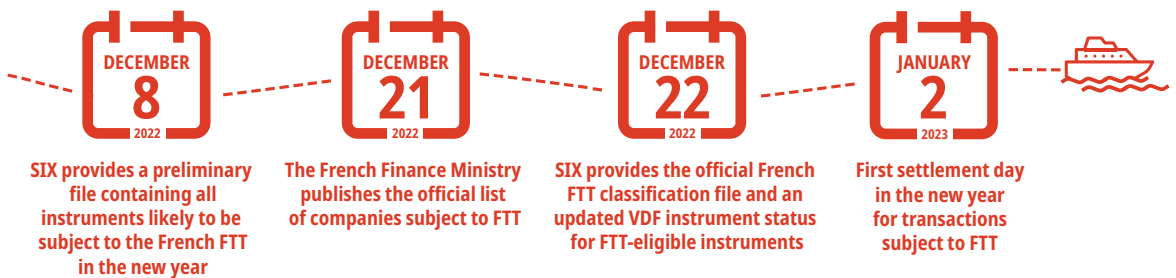 DECEMBER
8
2022
SIX provides a preliminary
file containing all
instruments likely to be
subject to the French FTT
in the new year
DECEMBER
21
2022
The French Finance Ministry
publishes the official list
of companies subject to FTT
DECEMBER
22
2022
SIX provides the official French
FTT classification file and an
updated VDF instrument status
for FTT-eligible instruments
JANUARY
2
2023
First settlement day
in the new year
for transactions
subject to FTT